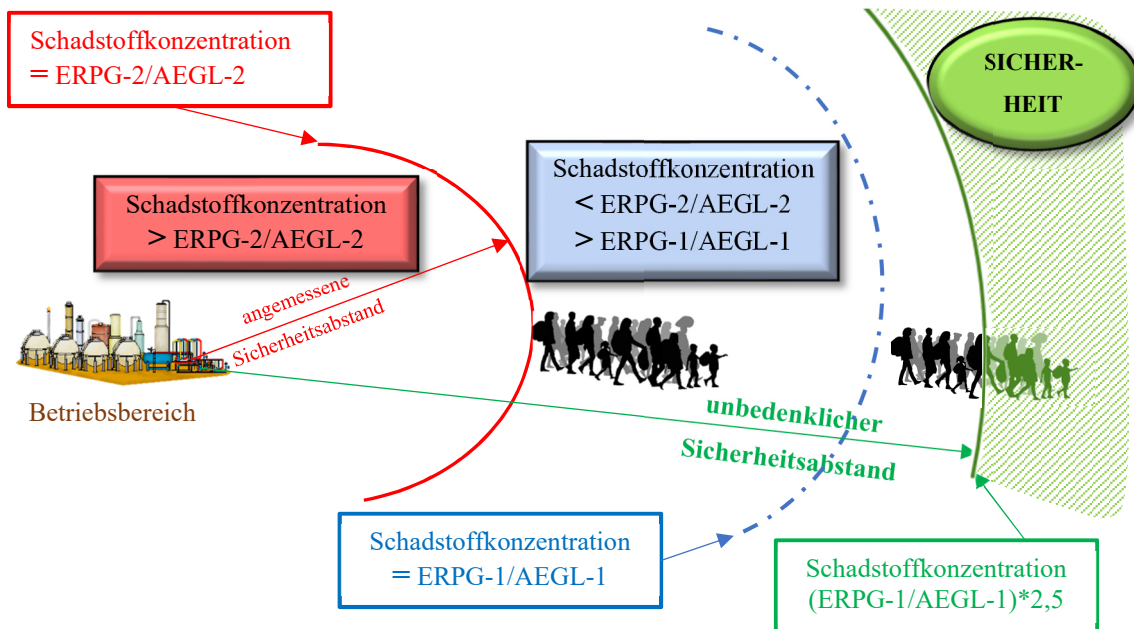 Schadstoffkonzentration
= ERPG-2/AEGL-2
SICHER-
HEIT
Schadstoffkonzentration
> ERPG-2/AEGL-2
Schadstoffkonzentration
< ERPG-2/AEGL-2
> ERPG-1/AEGL-1
angemessene
Sicherheitsabstand
Betriebsbereich
unbedenklicher
Sicherheitsabstand
Schadstoffkonzentration
= ERPG-1/AEGL-1
Schadstoffkonzentration
(ERPG-1/AEGL-1)*2,5